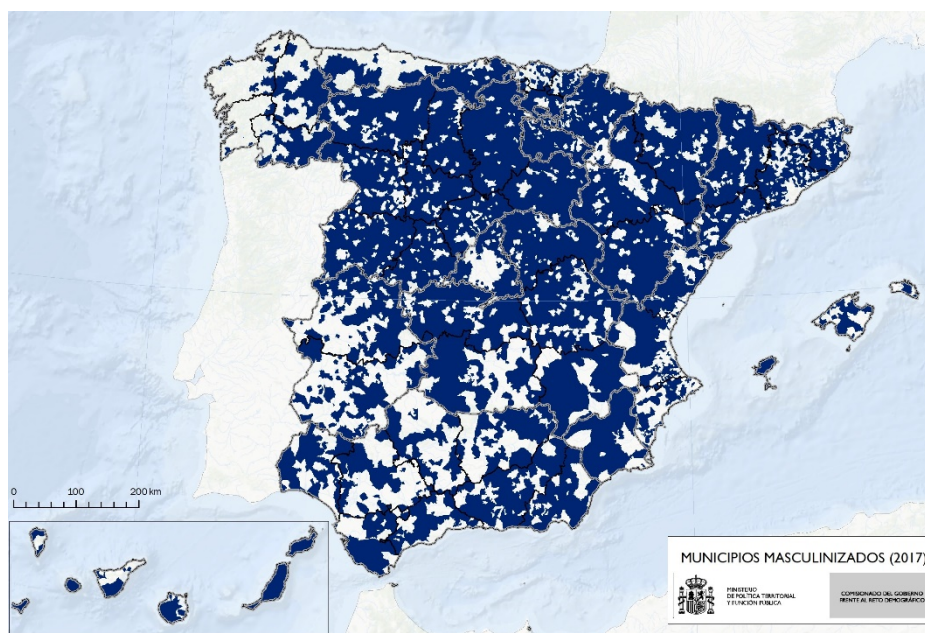 0 100 200 km
MUNICIPIOS MASCULINIZADOS (2017)
MINISTERIO
DE POLÍTICA TERRITORIAL
Y FUNCIÓN PÚBLICA
COMISIONADO DEL GOBIERNO
FRENTE AL RETO DEMOGRÁFICO